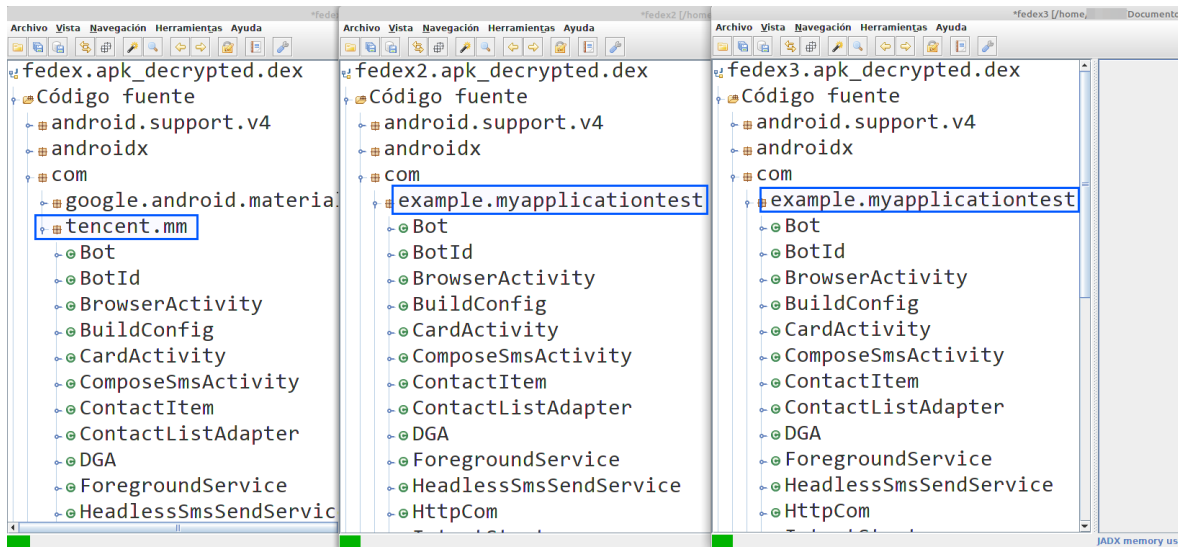 *fedex
Archivo Vista Navegación Herramientas Ayuda
fedex.apk_decrypted.dex
Código fuente
android.support.v4
androidx
com
google.android.materia
tencent.mm
Bot
BotId
BrowserActivity
BuildConfig
CardActivity
ComposeSmsActivity
ContactItem
ContactListAdapter
DGA
ForegroundService
HeadlessSmsSendServic
*fedex2 [/home
Archivo Vista Navegación Herramientas Ayuda
fedex2.apk_decrypted.dex
Código fuente
android.support.v4
androidx
com
example.myapplicationtest
Bot
BotId
BrowserActivity
BuildConfig
CardActivity
ComposeSmsActivity
ContactItem
ContactListAdapter
DGA
ForegroundService
HeadlessSmsSendService
HttpCom
*fedex3 [/home, Documento
Archivo Vista Navegación Herramientas Ayuda
fedex3.apk_decrypted.dex
Código fuente
android.support.v4
androidx
com
example.myapplicationtest
Bot
BotId
BrowserActivity
BuildConfig
CardActivity
ComposeSmsActivity
ContactItem
ContactListAdapter
DGA
ForegroundService
HeadlessSmsSendService
HttpCom
JADX memory us